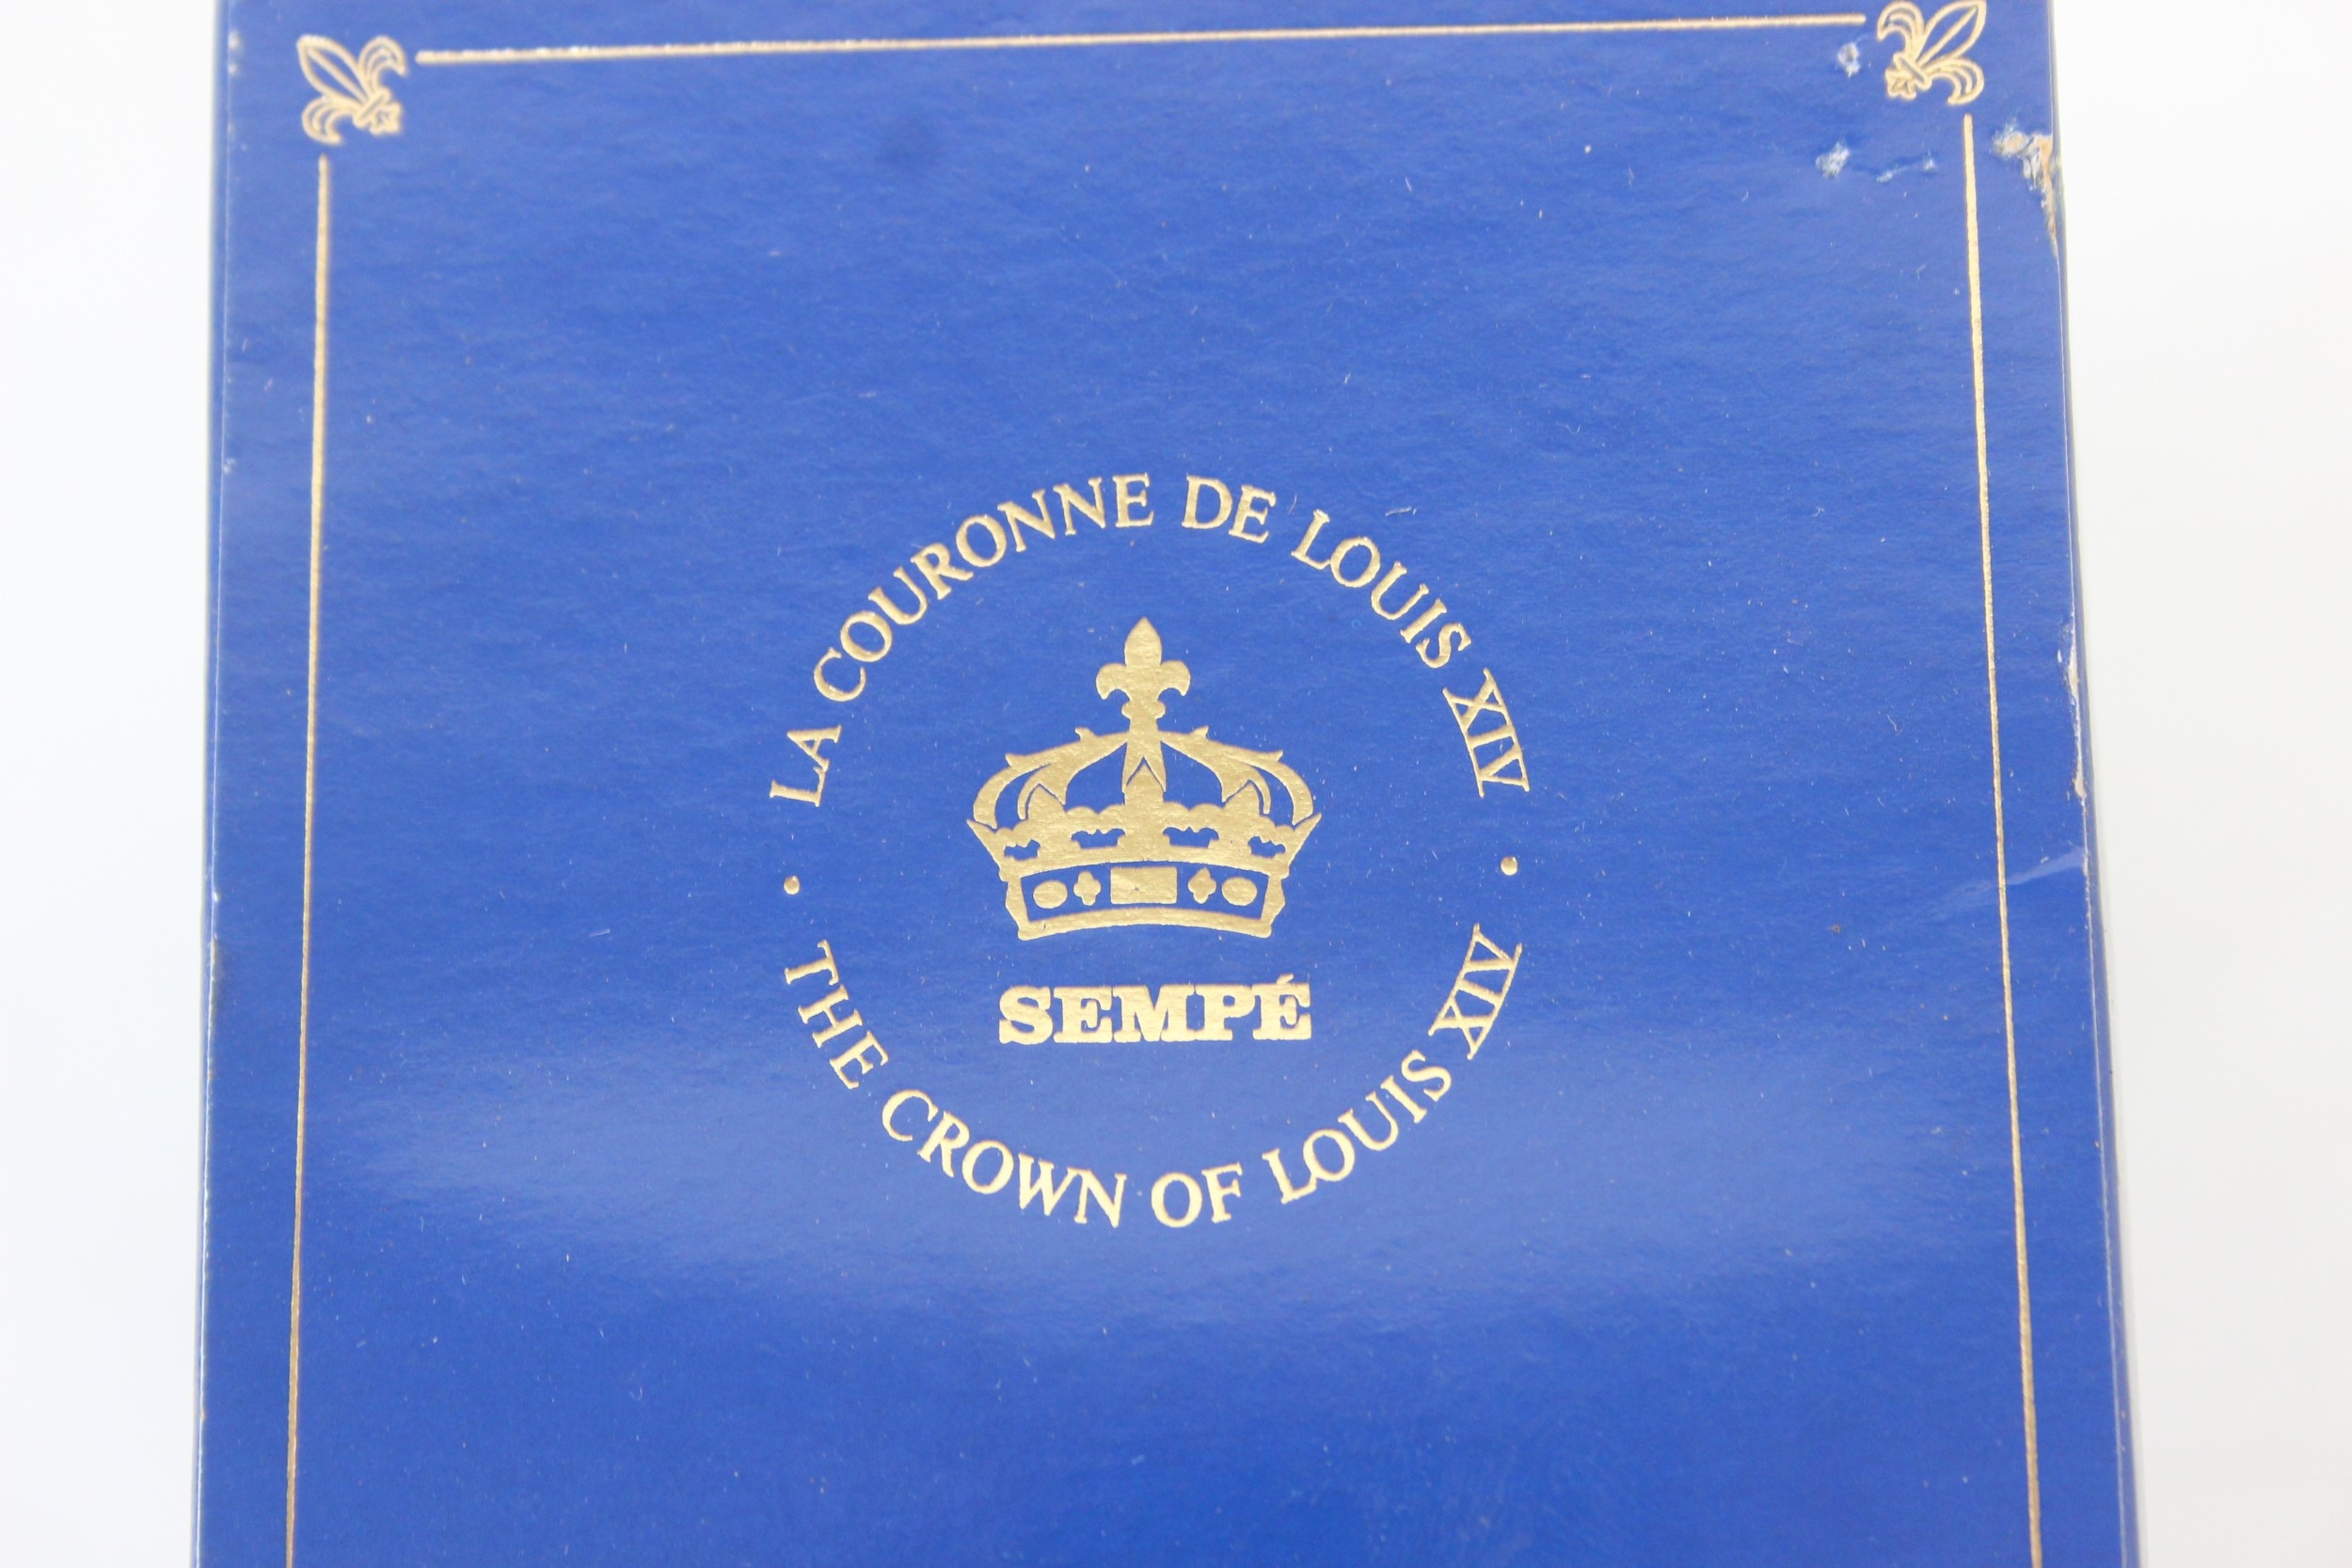 LA COURONNE DE LOUIS XIV
SEMPÉ
THE CROWN OF LOUIS XIV